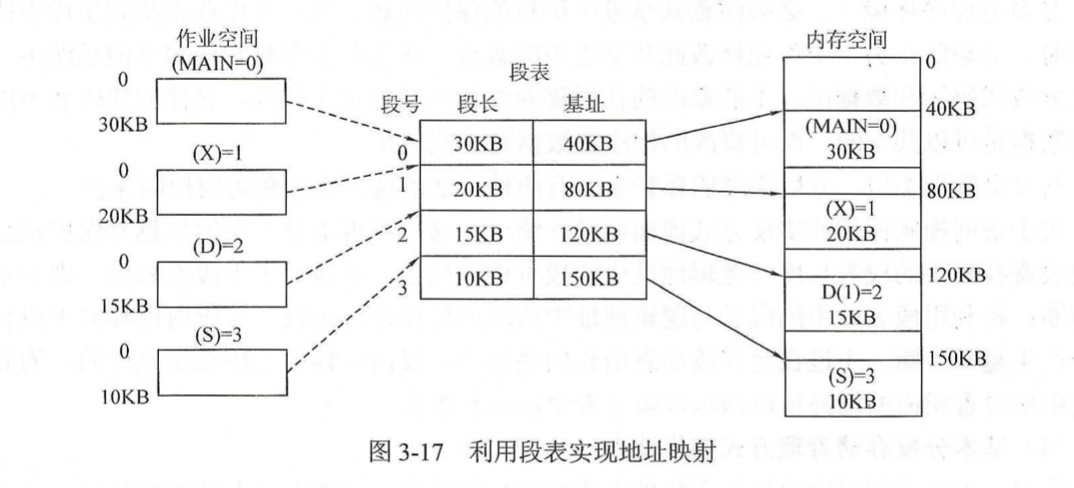 作业空间
(MAIN=0)
0
30KB
(X)=1
0
20KB
(D)=2
0
15KB
(S)=3
0
10KB
段表
段号 段长 基址
0 30KB 40KB
1 20KB 80KB
2 15KB 120KB
3 10KB 150KB
内存空间
0
40KB
(MAIN=0)
30KB
80KB
(X)=1
20KB
120KB
D(1)=2
15KB
150KB
(S)=3
10KB
图 3-17 利用段表实现地址映射